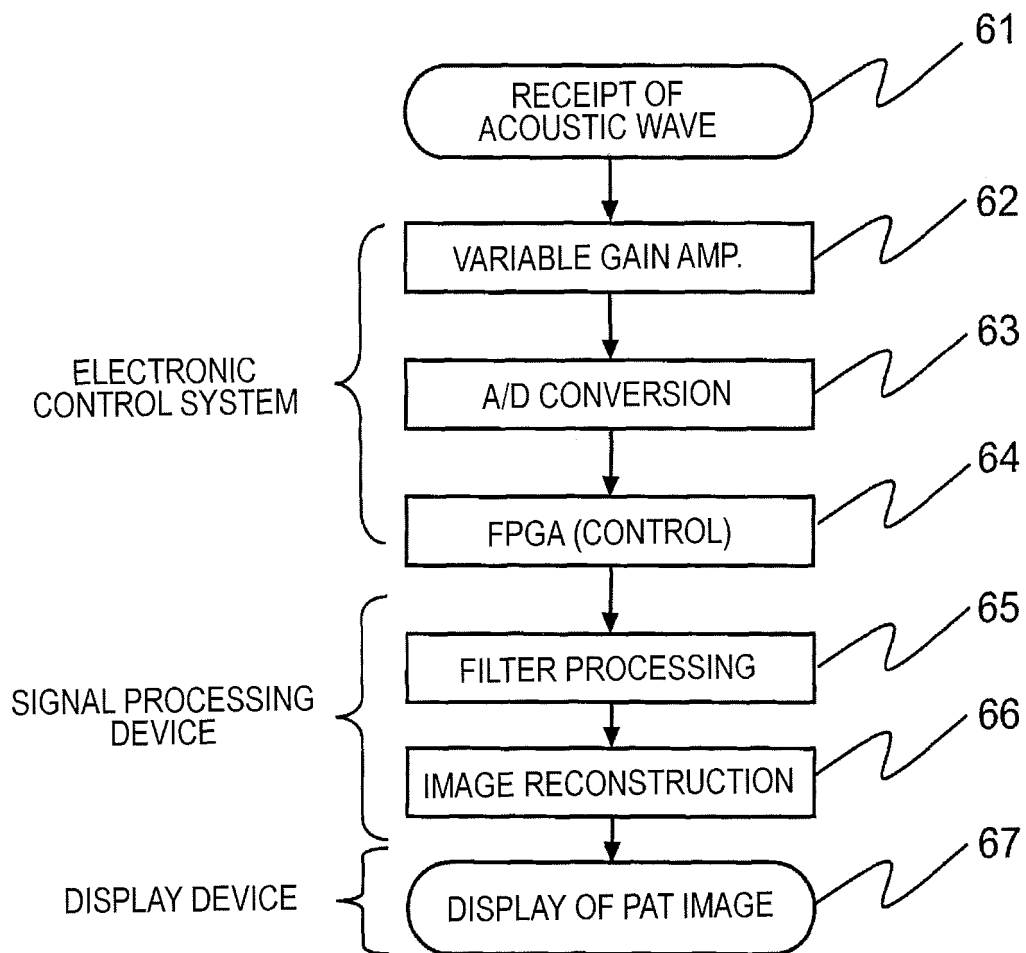 61
RECEIPT OF
ACOUSTIC WAVE
62
VARIABLE GAIN AMP.
63
ELECTRONIC
CONTROL SYSTEM
A/D CONVERSION
64
FPGA (CONTROL)
65
FILTER PROCESSING
SIGNAL PROCESSING
DEVICE
66
IMAGE RECONSTRUCTION
67
DISPLAY DEVICE
DISPLAY OF PAT IMAGE